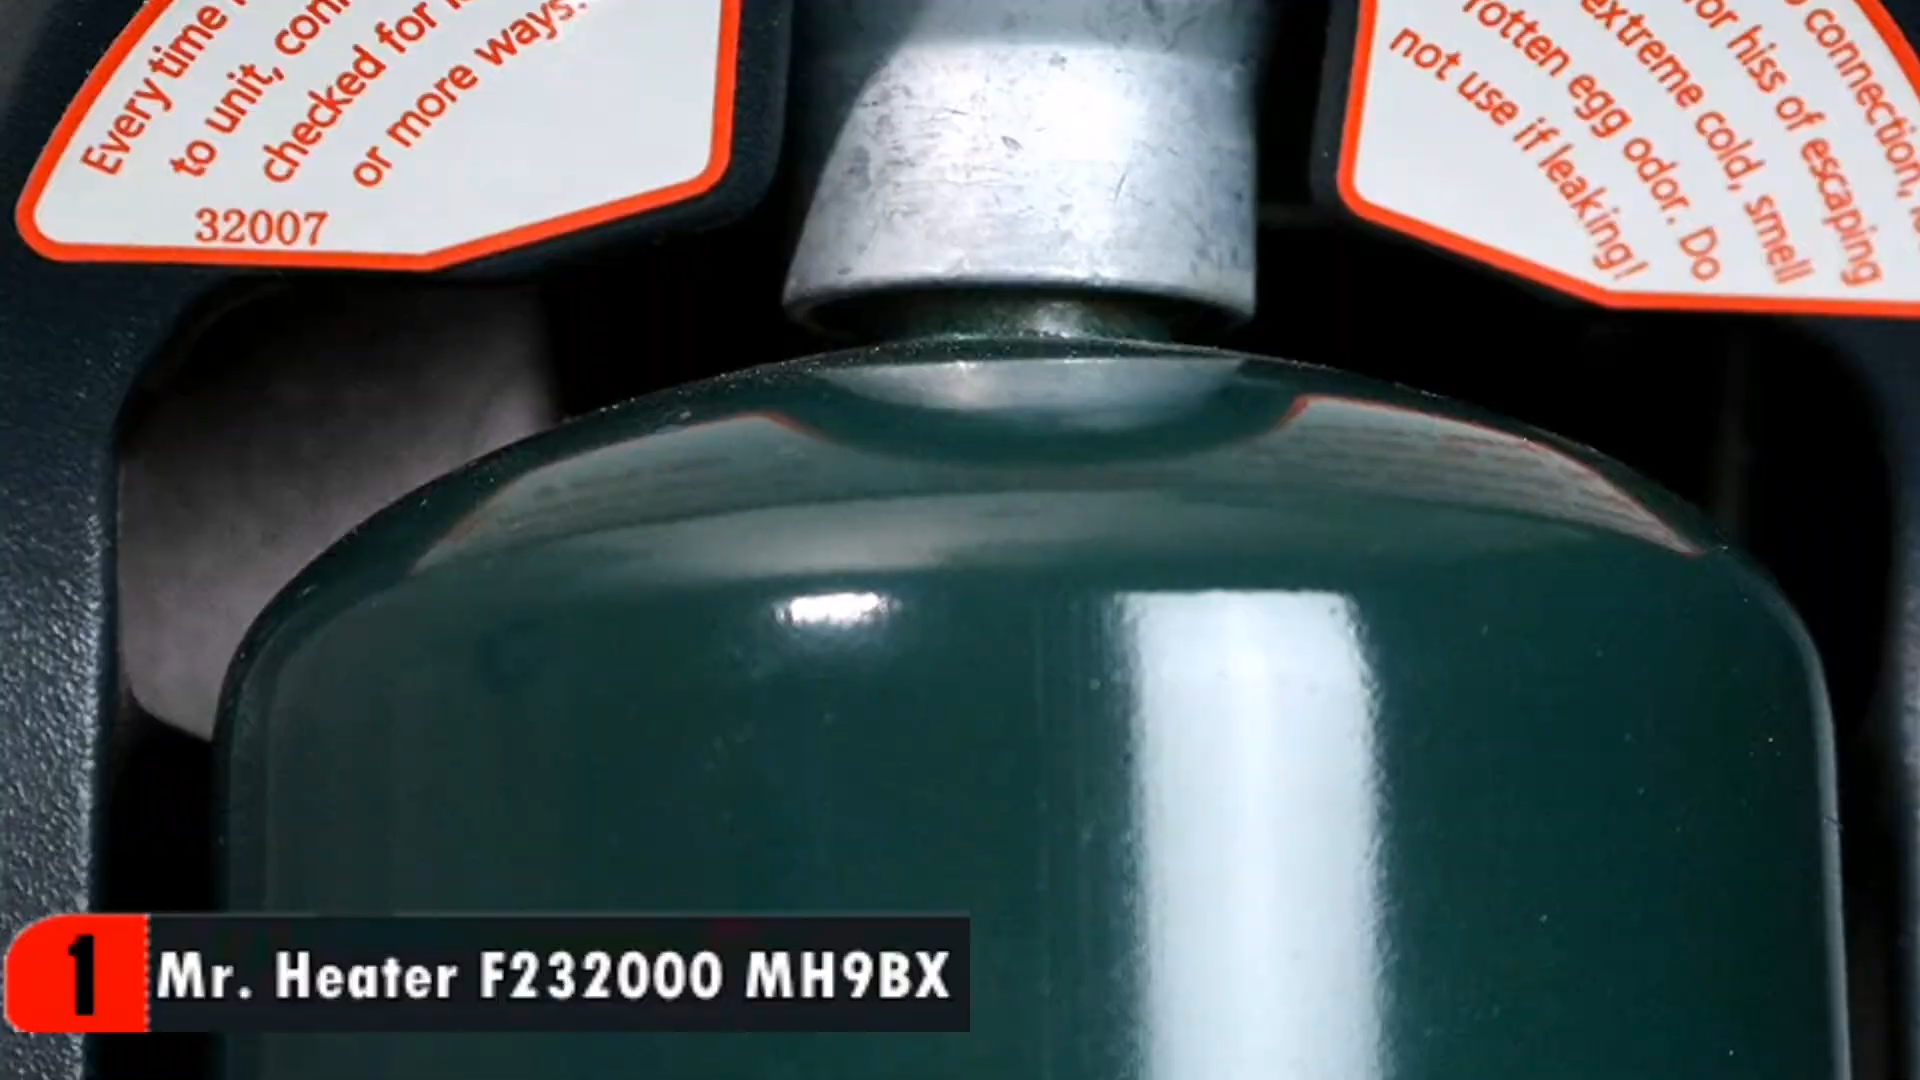 Every time
to unit,
checked for
or more ways.
32007
connection,
for hiss of escaping
extreme cold, smell
rotten egg odor. Do
not use if leaking!
1
Mr. Heater F232000 MH9BX